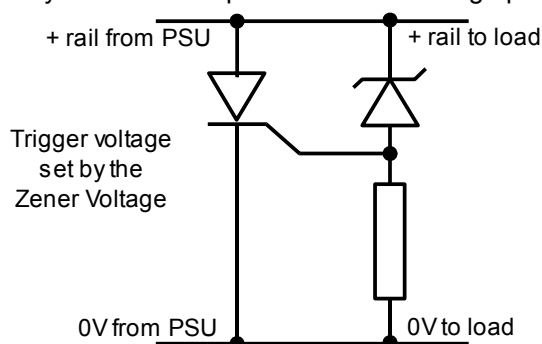 + rail from PSU
+ rail to load
Trigger voltage
set by the
Zener Voltage
0V from PSU
0V to load